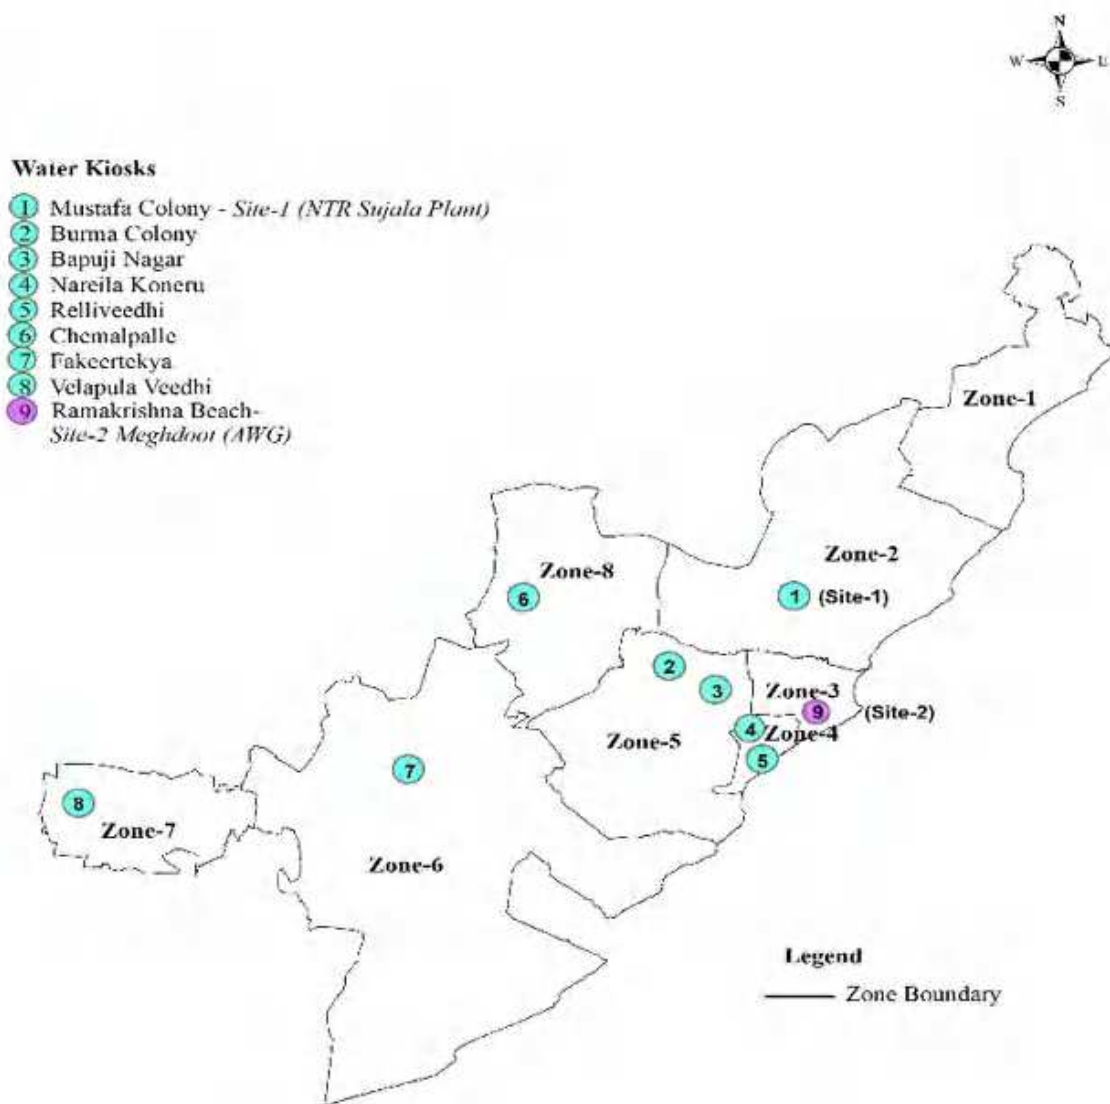 N
W E
S
Water Kiosks
1 Mustafa Colony - Site-1 (NTR Sujala Plant)
2 Burma Colony
3 Bapuji Nagar
4 Nareila Koneru
5 Relliveedhi
6 Chemalpalle
7 Fakeertekya
8 Velapula Veedhi
9 Ramakrishna Beach-
Site-2 Meghdoot (AWG)
Zone-1
Zone-2
Zone-8
1 (Site-1)
6
2
3
Zone-3
9 (Site-2)
4 Zone-4
Zone-5
5
7
8
Zone-7
Zone-6
Legend
Zone Boundary